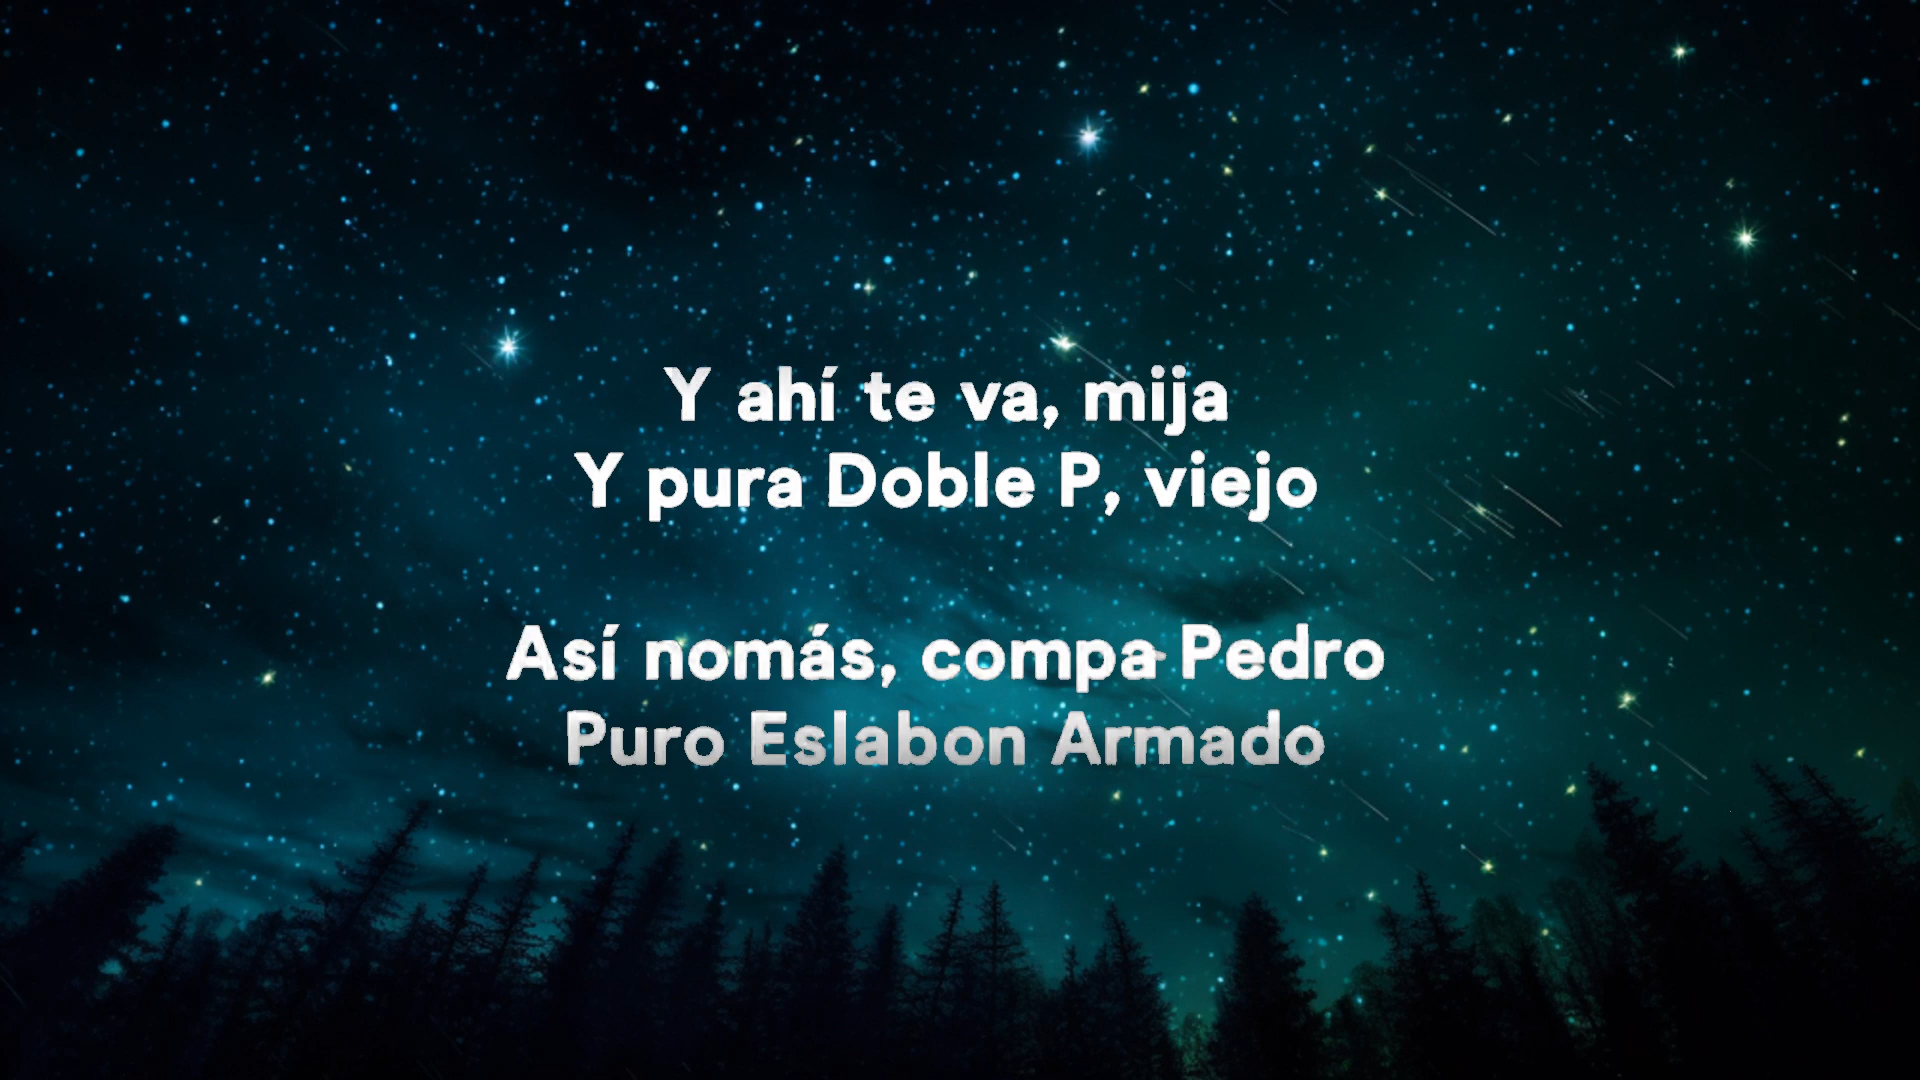 Y ahí te va, mija
Y pura Doble P, viejo
Así nomás, compa Pedro
Puro Eslabon Armado